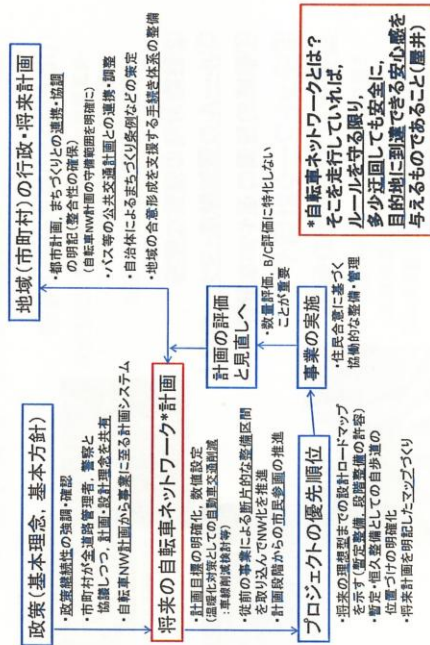 政策(基本理念, 基本方針)
・政策継続性の強調・確認
・市町村が全道路管理者, 警察と
協議しつつ, 計画・設計理念を共有
・自転車NW計画から事業に至る計画システム
将来の自転車ネットワーク*計画
・計画目標の明確化, 数値設定
(温暖化対策としての自動車交通削減
:車線削減検討等)
・従前の事業による断片的な整備区間
を取り込んでNW化を推進
・計画段階からの市民参画の推進
プロジェクトの優先順位
・将来の理想型までの設計ロードマップ
を示す(暫定整備, 段階整備の許容)
・暫定・恒久整備としての自歩道の
位置づけの明確化
・将来計画を明記したマップづくり
地域(市町村)の行政・将来計画
・都市計画, まちづくりとの連携・協調
の明記(整合性の確保)
(自転車NW計画の守備範囲を明確に)
・バス等の公共交通計画との連携・調整
・自治体によるまちづくり条例などの策定
・地域の合意形成を支援する手続き体系の整備
計画の評価
と見直しへ
・数量評価, B/C評価に特化しない
ことが重要
事業の実施
・住民合意に基づく
協働的な整備・管理
*自転車ネットワークとは?
そこを走行していれば,
ルールを守る限り,
多少迂回しても安全に,
目的地に到達できる安心感を
与えるものであること(屋井)